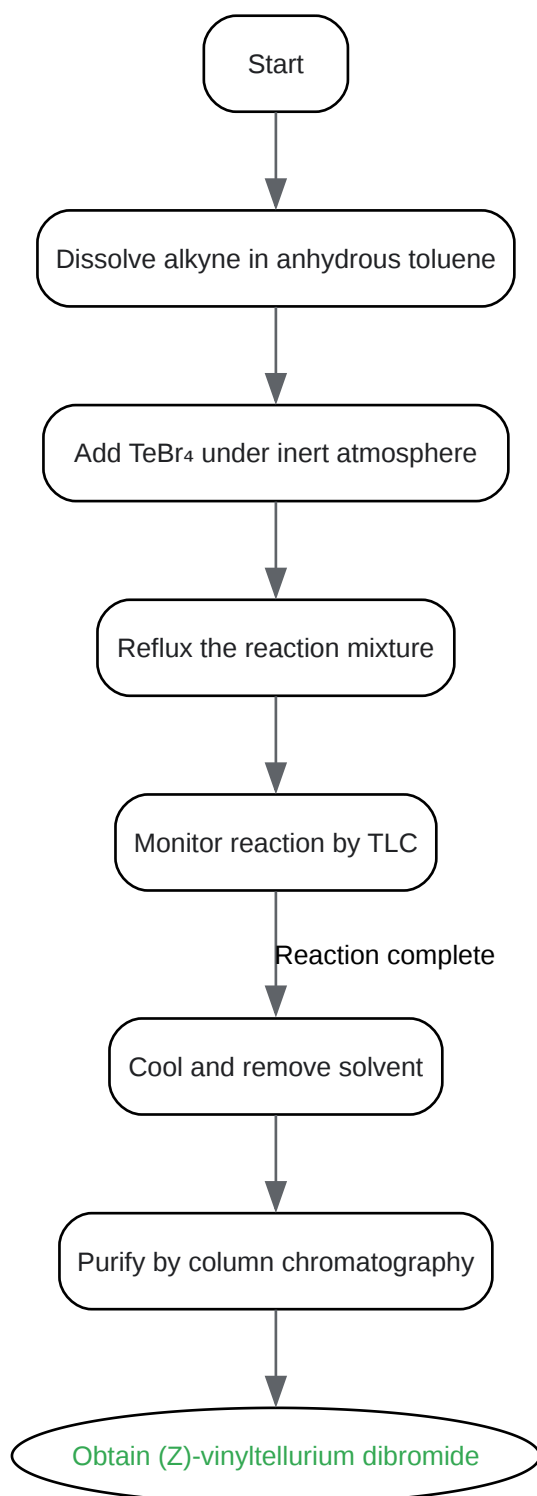 Start
Dissolve alkyne in anhydrous toluene
Add TeBr₄ under inert atmosphere
Reflux the reaction mixture
Monitor reaction by TLC
Reaction complete
Cool and remove solvent
Purify by column chromatography
Obtain (Z)-vinyltellurium dibromide